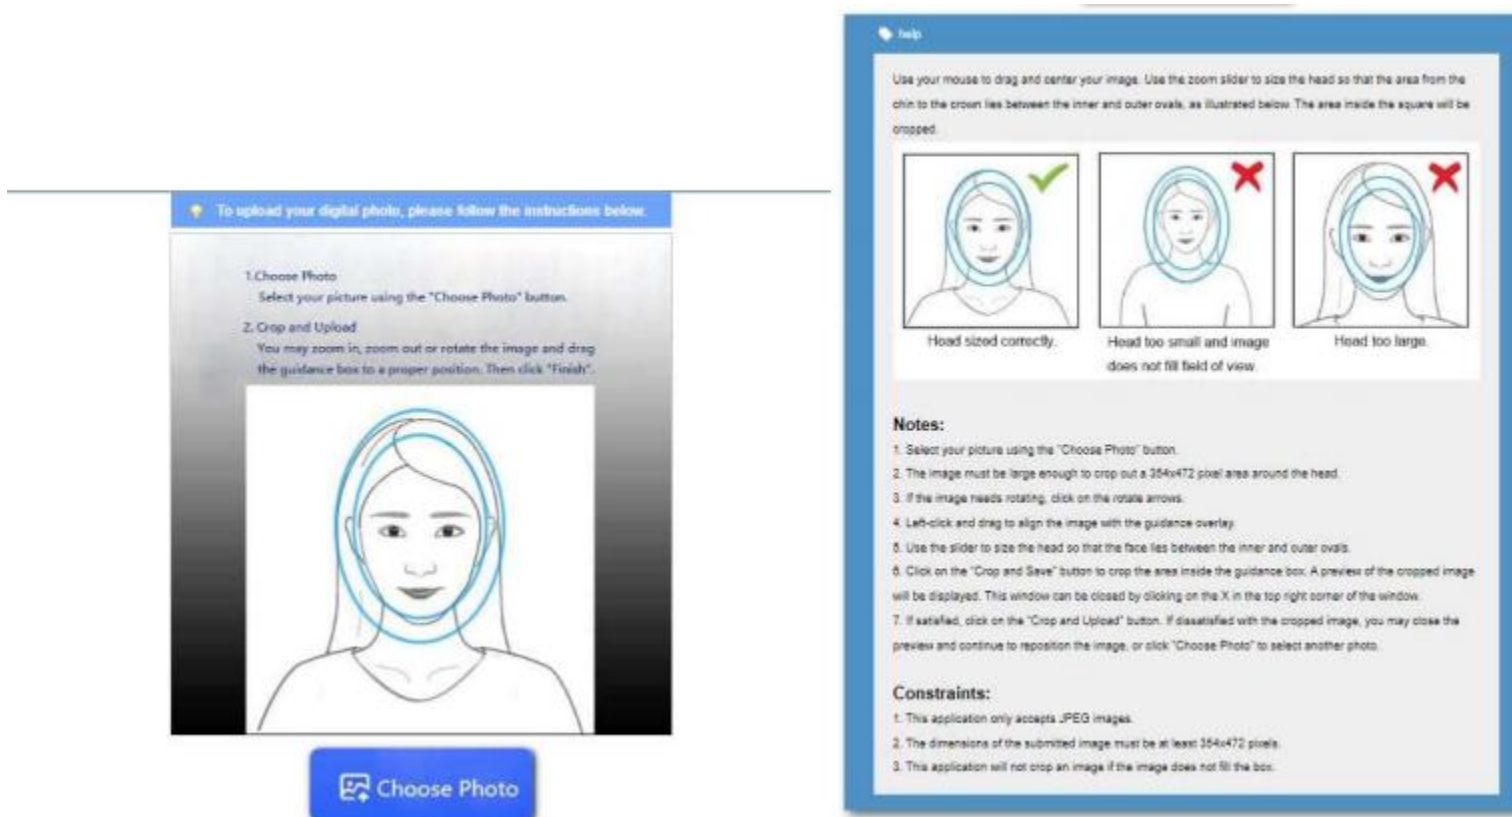 To upload your digital photo, please follow the instructions below.
1.Choose Photo
Select your picture using the "Choose Photo" button.
2. Crop and Upload
You may zoom in, zoom out or rotate the image and drag
the guidance box to a proper position. Then click "Finish".
Choose Photo
help
Use your mouse to drag and center your image. Use the zoom slider to size the head so that the area from the
chin to the crown lies between the inner and outer ovals, as illustrated below. The area inside the square will be
cropped.
Head sized correctly.
Head too small and image
does not fill field of view.
Head too large.
Notes:
1. Select your picture using the "Choose Photo" button.
2. The image must be large enough to crop out a 354x472 pixel area around the head.
3. If the image needs rotating, click on the rotate arrows.
4. Left-click and drag to align the image with the guidance overlay.
5. Use the slider to size the head so that the face lies between the inner and outer ovals.
6. Click on the "Crop and Save" button to crop the area inside the guidance box. A preview of the cropped image
will be displayed. This window can be closed by clicking on the X in the top right corner of the window.
7. If satisfied, click on the "Crop and Upload" button. If dissatisfied with the cropped image, you may close the
preview and continue to reposition the image, or click "Choose Photo" to select another photo.
Constraints:
1. This application only accepts JPEG images.
2. The dimensions of the submitted image must be at least 354x472 pixels.
3. This application will not crop an image if the image does not fill the box.